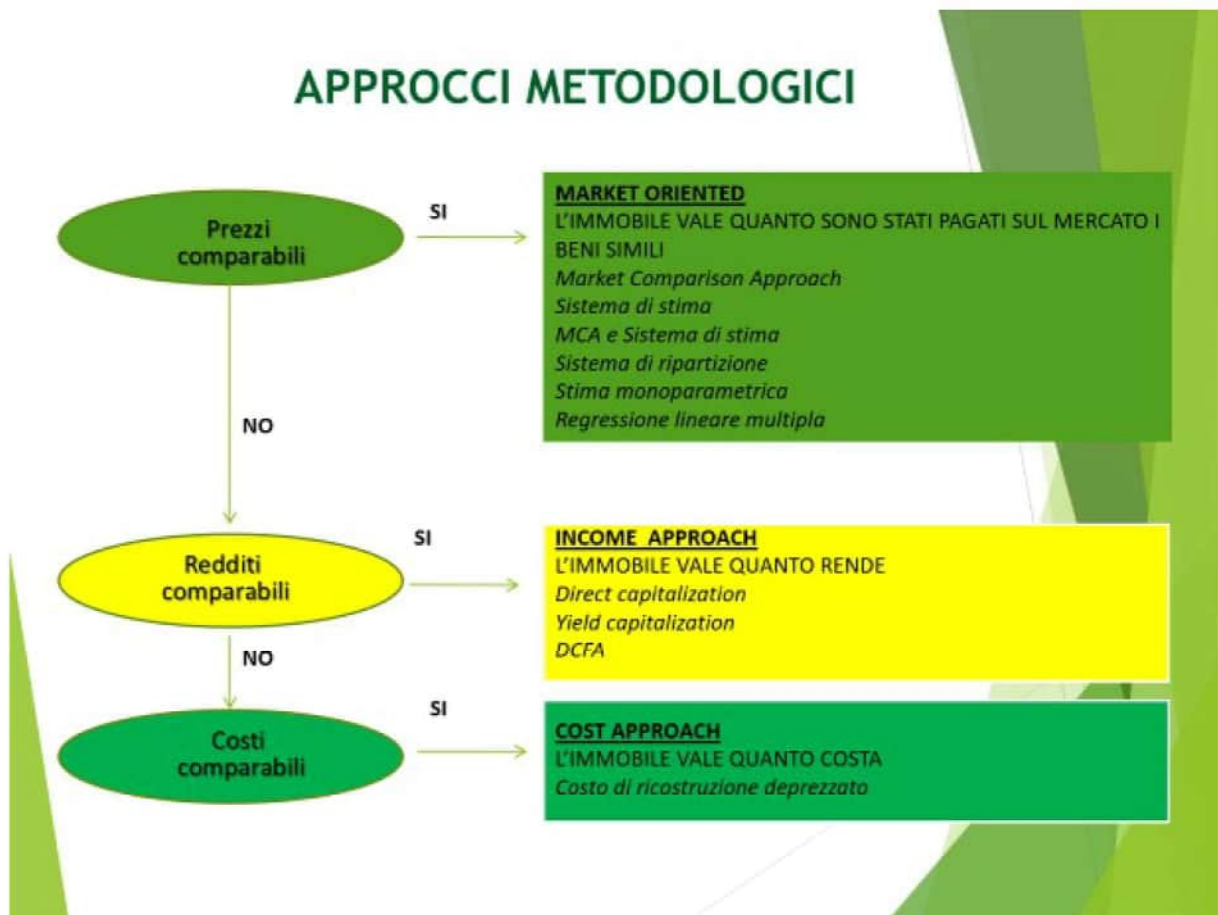 APPROCCI METODOLOGICI
Prezzi
comparabili
SI
MARKET ORIENTED
L'IMMOBILE VALE QUANTO SONO STATI PAGATI SUL MERCATO I
BENI SIMILI
Market Comparison Approach
Sistema di stima
MCA e Sistema di stima
Sistema di ripartizione
Stima monoparametrica
Regressione lineare multipla
NO
Redditi
comparabili
SI
INCOME APPROACH
L'IMMOBILE VALE QUANTO RENDE
Direct capitalization
Yield capitalization
DCFA
NO
Costi
comparabili
SI
COST APPROACH
L'IMMOBILE VALE QUANTO COSTA
Costo di ricostruzione deprezzato